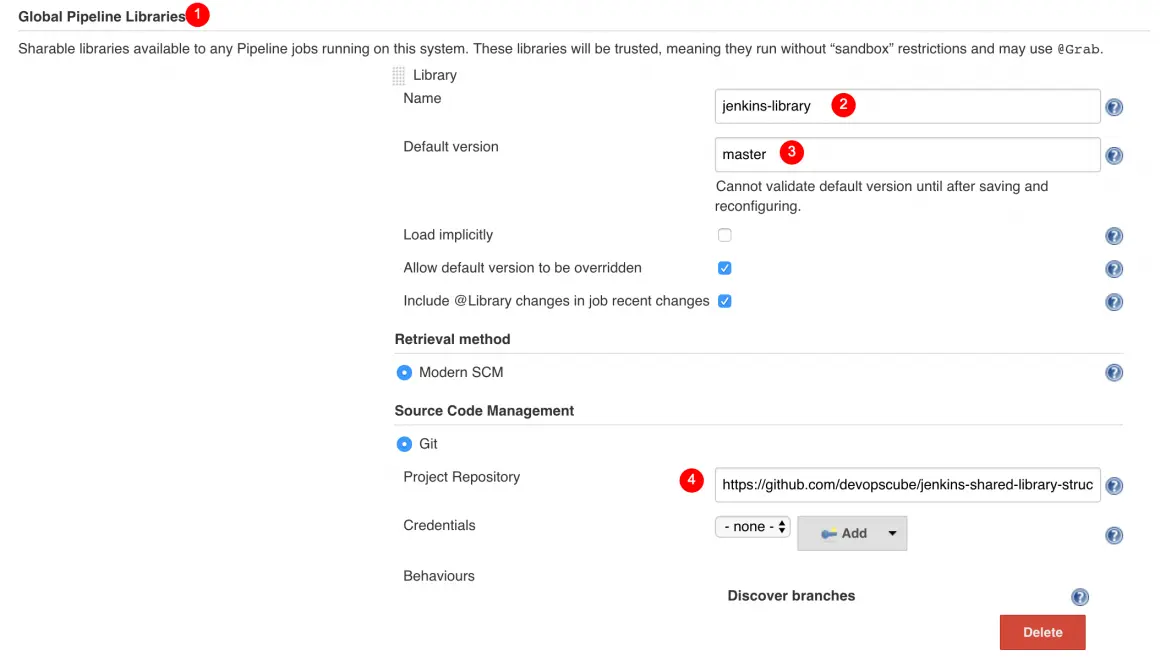 Global Pipeline Libraries 1
Sharable libraries available to any Pipeline jobs running on this system. These libraries will be trusted, meaning they run without “sandbox” restrictions and may use @Grab.
Library
Name
jenkins-library 2
Default version
master 3
Cannot validate default version until after saving and
reconfiguring.
Load implicitly
Allow default version to be overridden
Include @Library changes in job recent changes
Retrieval method
Modern SCM
Source Code Management
Git
Project Repository
4 https://github.com/devopscube/jenkins-shared-library-struc
Credentials
- none -
Add
Behaviours
Discover branches
Delete